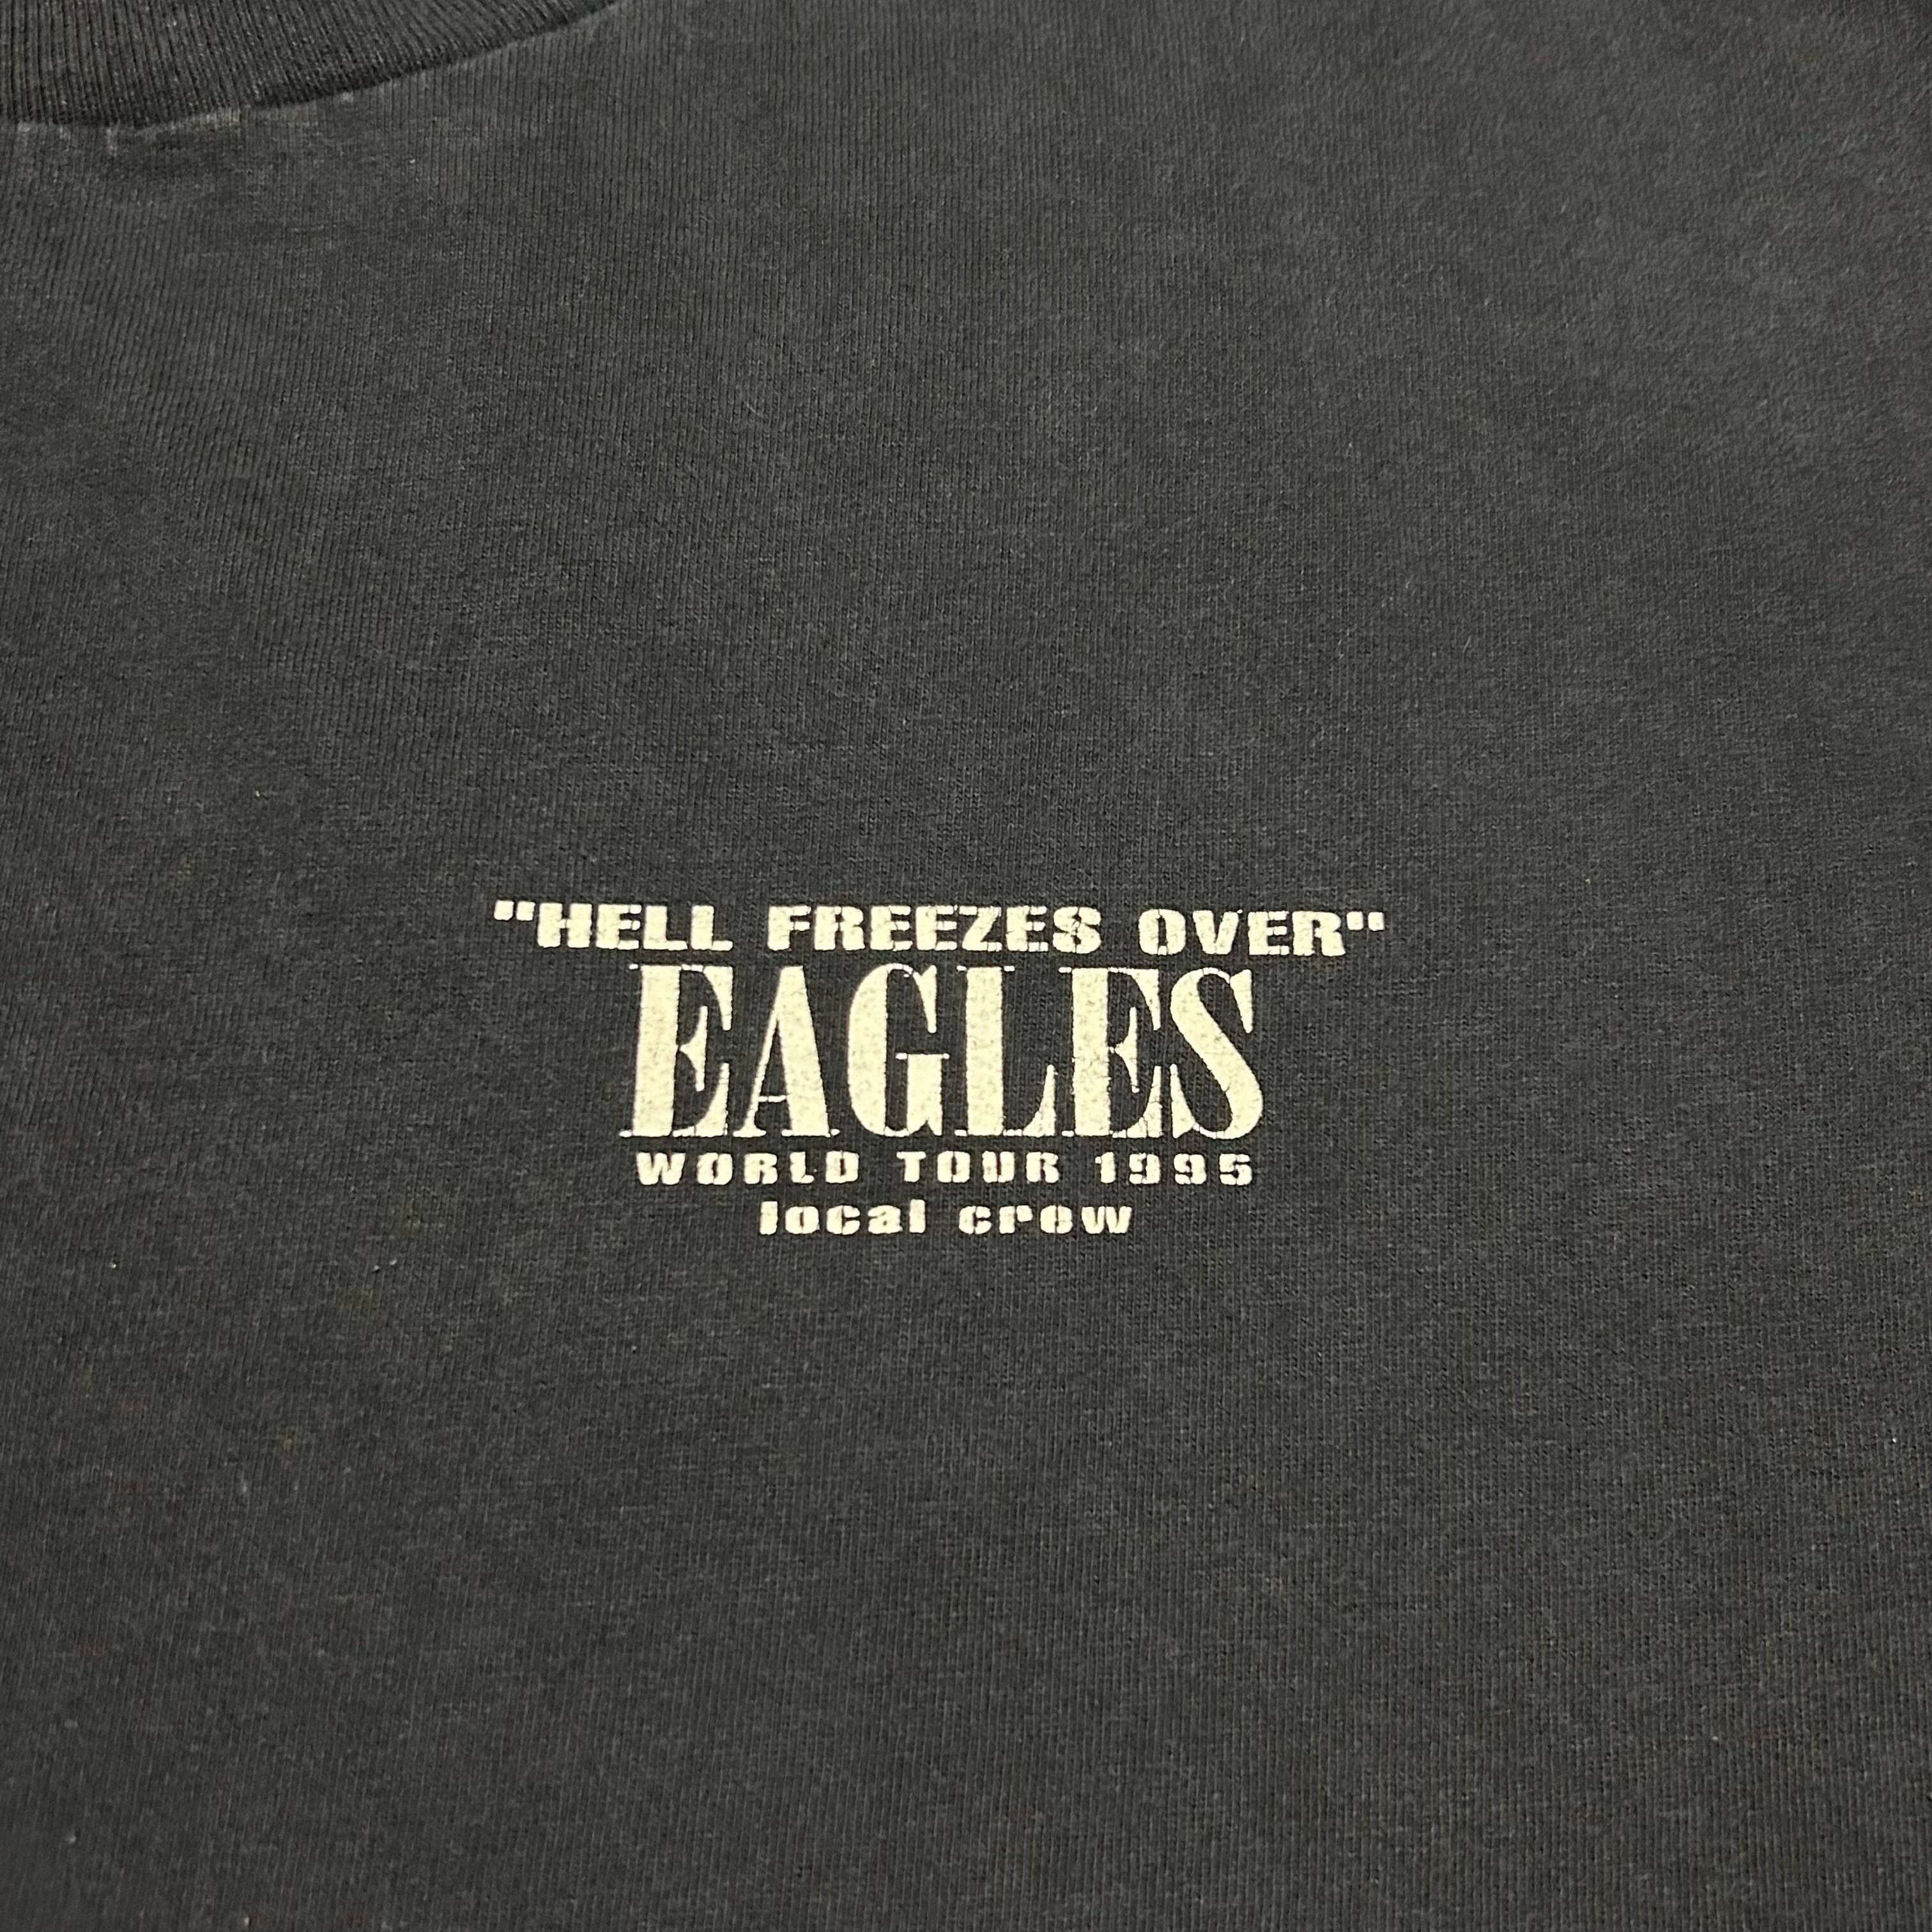 "HELL FREEZES OVER"
EAGLES
WORLD TOUR 1995
local crew